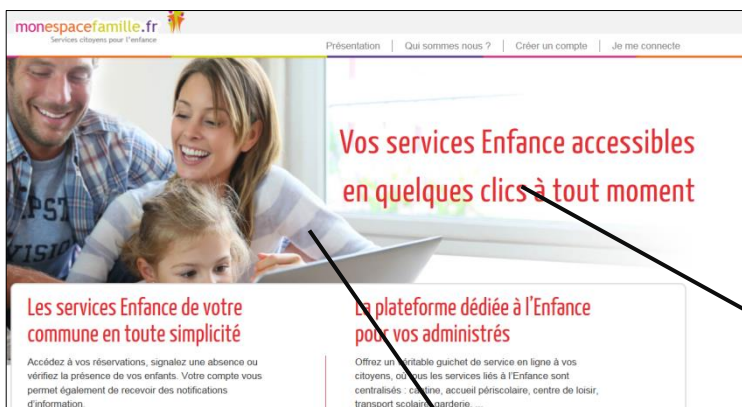 monespacefamille.fr
Services citoyens pour l'enfance
Présentation | Qui sommes nous ? | Créer un compte | Je me connecte
Vos services Enfance accessibles
en quelques clics à tout moment
Les services Enfance de votre
commune en toute simplicité
Accédez à vos réservations, signalez une absence ou
vérifiez la présence de vos enfants. Votre compte vous
permet également de recevoir des notifications
d'information.
La plateforme dédiée à l'Enfance
pour vos administrés
Offrez un véritable guichet de service en ligne à vos
citoyens, où tous les services liés à l'Enfance sont
centralisés : cantine, accueil périscolaire, centre de loisir,
transport scolaire, garderie, ...